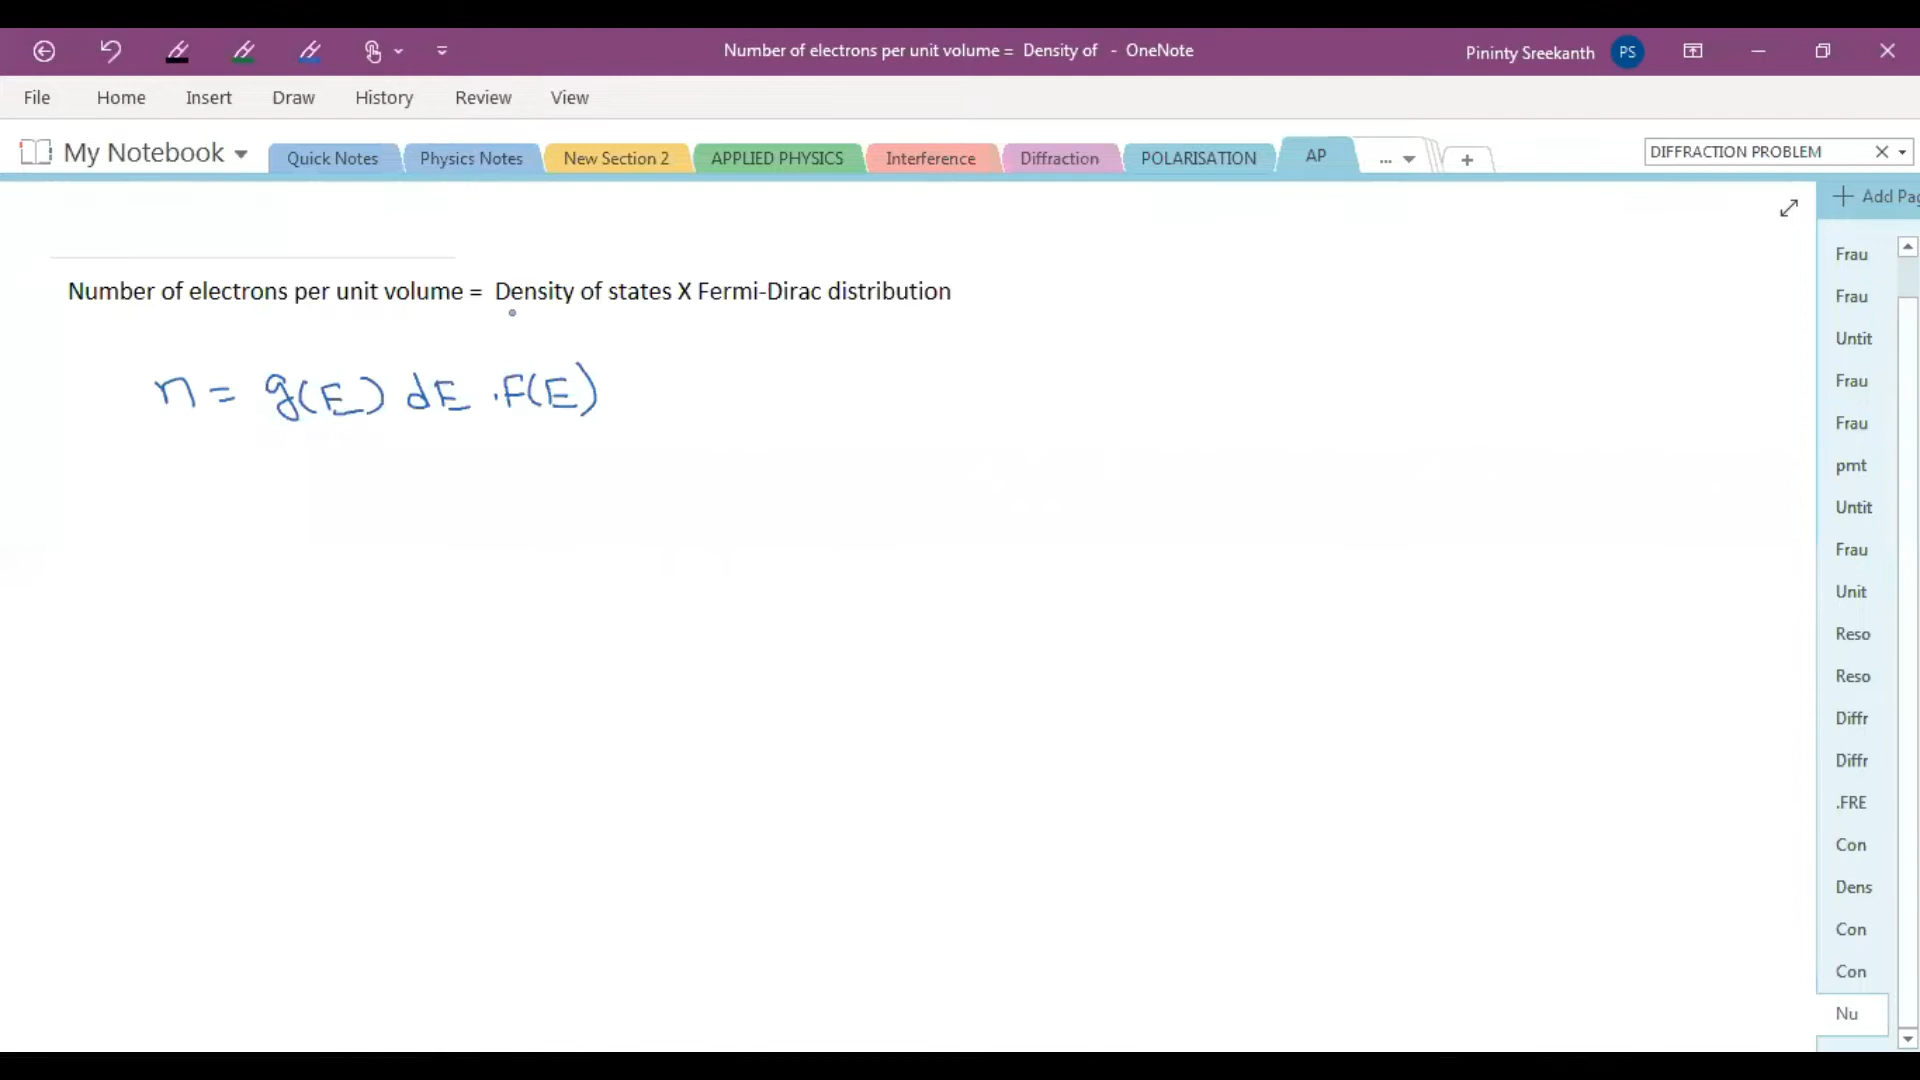 Number of electrons per unit volume = Density of - OneNote
Pininty Sreekanth PS
File Home Insert Draw History Review View
My Notebook Quick Notes Physics Notes New Section 2 APPLIED PHYSICS Interference Diffraction POLARISATION AP ... + DIFFRACTION PROBLEM
+ Add Pag
Number of electrons per unit volume = Density of states X Fermi-Dirac distribution
n = g(E) dE . F(E)
Frau
Frau
Untit
Frau
Frau
pmt
Untit
Frau
Unit
Reso
Reso
Diffr
Diffr
.FRE
Con
Dens
Con
Con
Nu